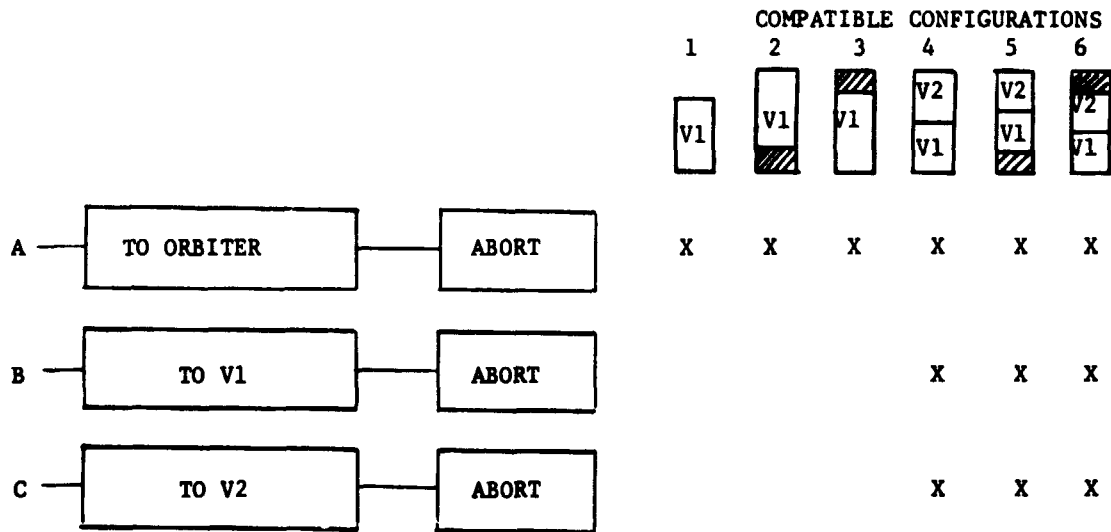 COMPATIBLE CONFIGURATIONS
1 2 3 4 5 6
V2 V2 V2
V1 V1 V1 V1 V1 V1
A TO ORBITER ABORT X X X X X X
B TO V1 ABORT X X X
C TO V2 ABORT X X X